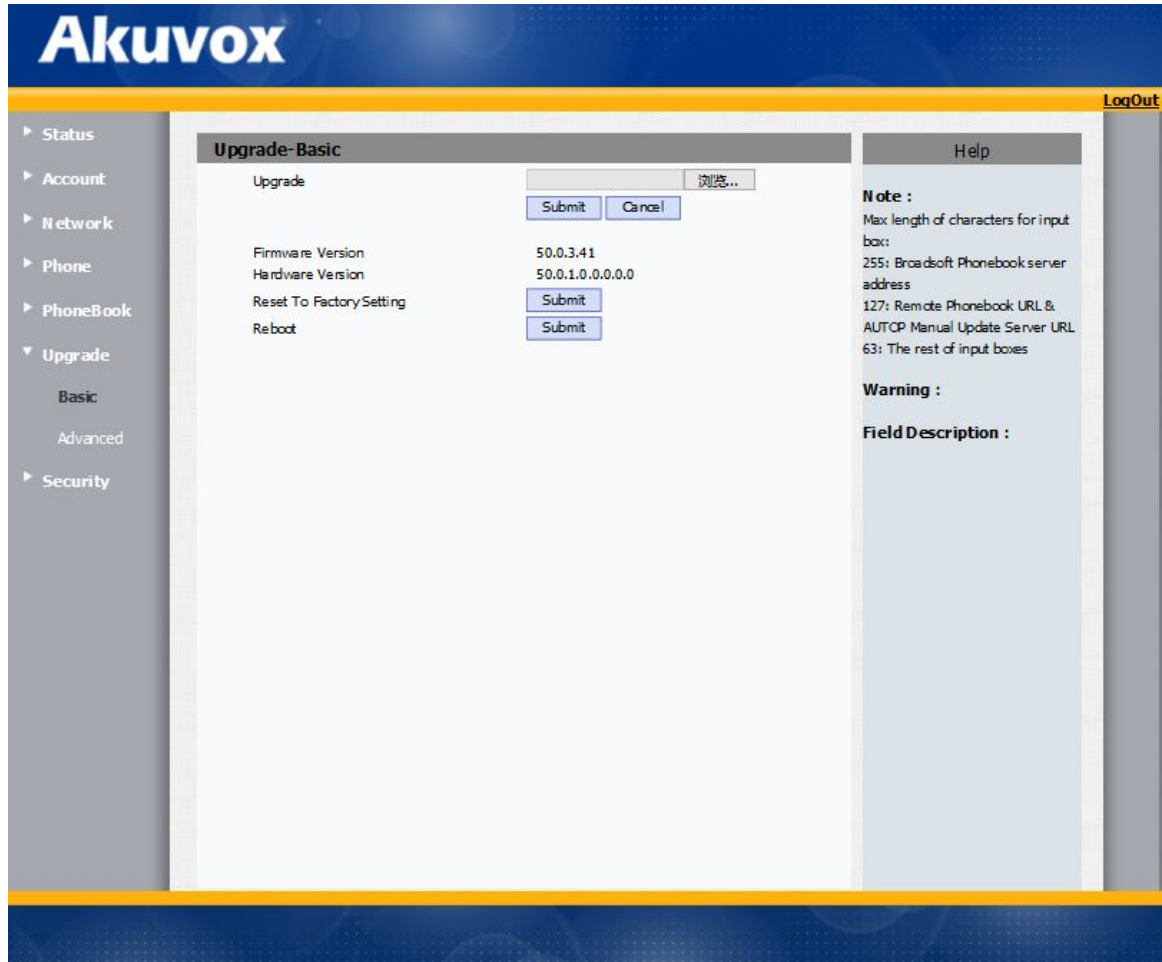 Akuvox
LogOut
Status
Account
Network
Phone
PhoneBook
Upgrade
Basic
Advanced
Security
Upgrade-Basic
Upgrade 浏览...
Submit Cancel
Firmware Version 50.0.3.41
Hardware Version 50.0.1.0.0.0.0.0
Reset To Factory Setting Submit
Reboot Submit
Help
Note :
Max length of characters for input
box:
255: Broadsoft Phonebook server
address
127: Remote Phonebook URL &
AUTOP Manual Update Server URL
63: The rest of input boxes
Warning :
Field Description :